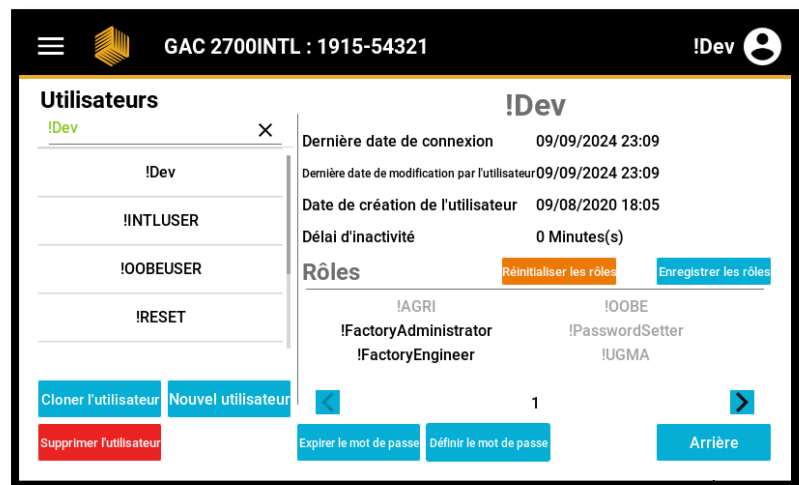 GAC 2700INTL : 1915-54321
!Dev
Utilisateurs
!Dev
!Dev
!INTLUSER
!OOBEUSER
!RESET
Cloner l'utilisateur
Nouvel utilisateur
Supprimer l'utilisateur
!Dev
Dernière date de connexion 09/09/2024 23:09
Dernière date de modification par l'utilisateur 09/09/2024 23:09
Date de création de l'utilisateur 09/08/2020 18:05
Délai d'inactivité 0 Minutes(s)
Rôles
Réinitialiser les rôles
Enregistrer les rôles
!AGRI !OOBE
!FactoryAdministrator !PasswordSetter
!FactoryEngineer !UGMA
1
Expirer le mot de passe
Définir le mot de passe
Arrière